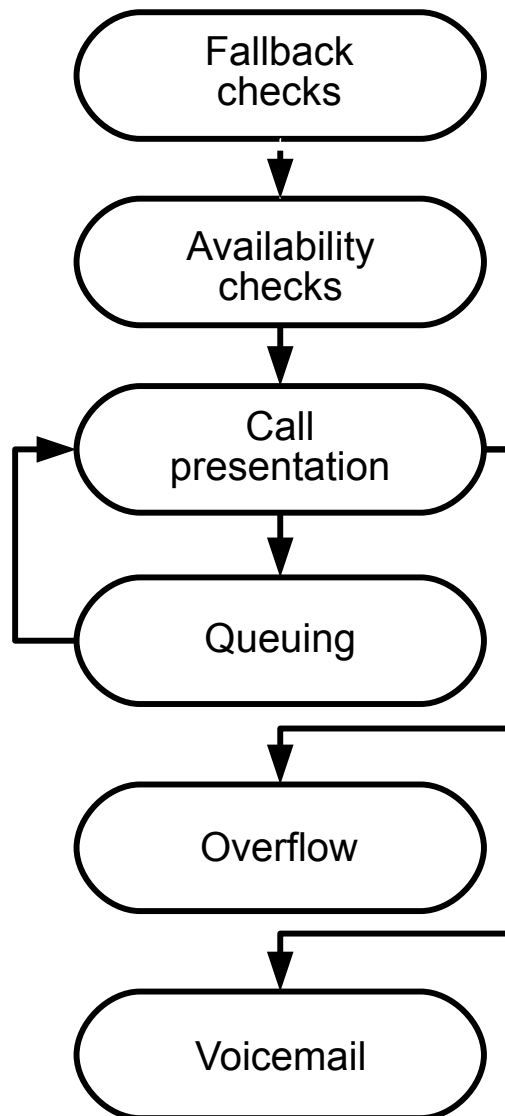 Fallback
checks
Availability
checks
Call
presentation
Queuing
Overflow
Voicemail